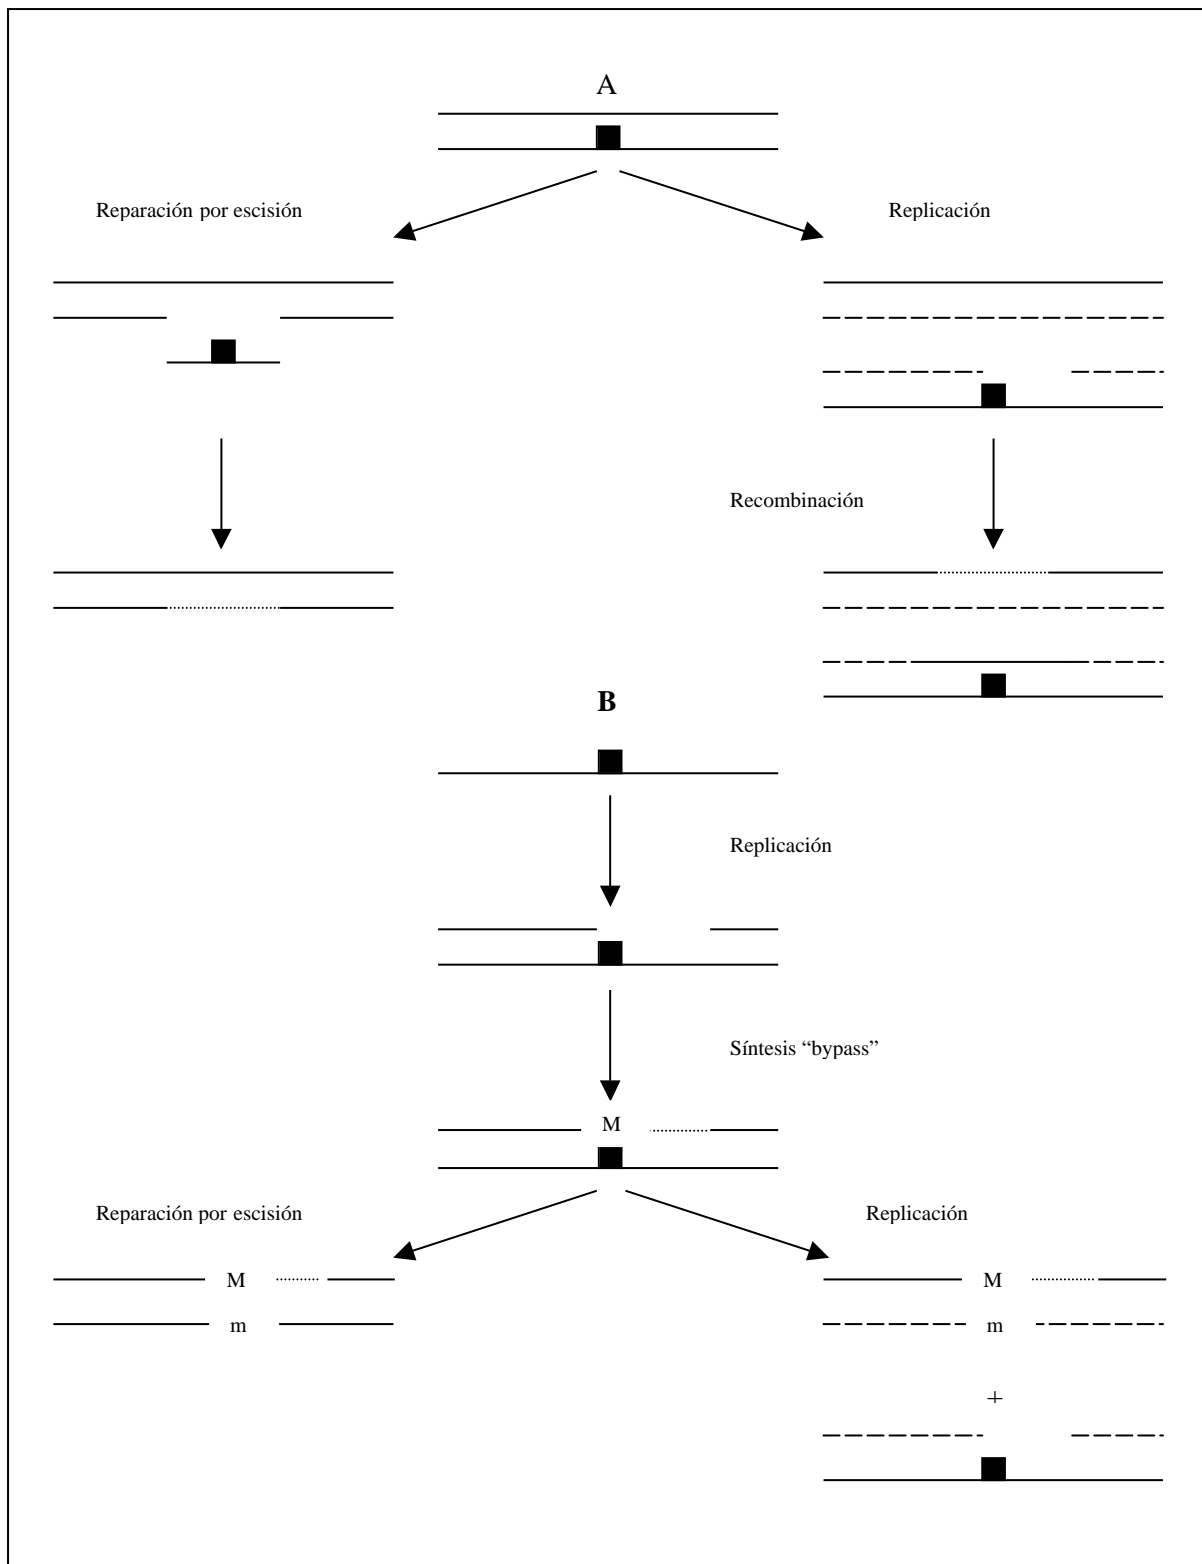 A
Reparación por escisión
Replicación
Recombinación
B
Replicación
Síntesis “bypass”
M
Reparación por escisión
Replicación
M
M
m
m
+